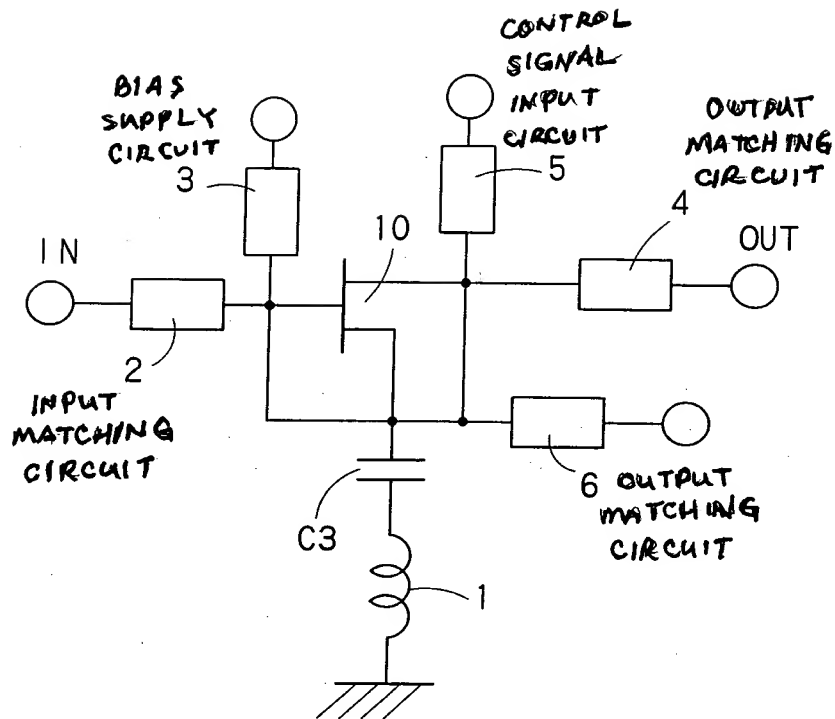 CONTROL
SIGNAL
INPUT
CIRCUIT
5
BIAS
SUPPLY
CIRCUIT
3
OUTPUT
MATCHING
CIRCUIT
4
IN
10
OUT
2
INPUT
MATCHING
CIRCUIT
6 OUTPUT
MATCHING
CIRCUIT
C3
1